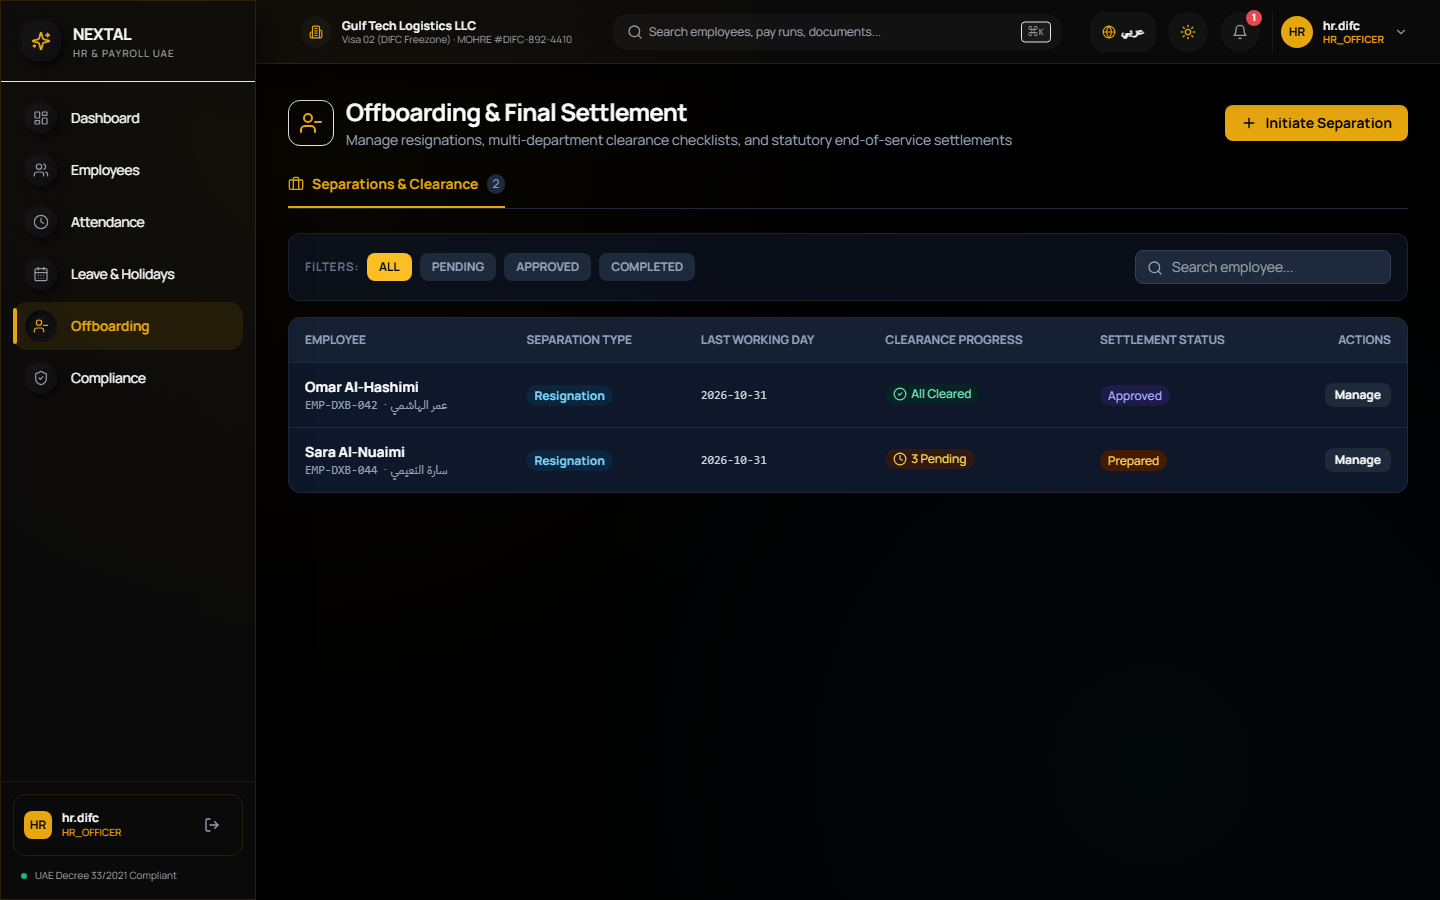 NEXTAL
HR & PAYROLL UAE
Gulf Tech Logistics LLC
Visa 02 (DIFC Freezone) · MOHRE #DIFC-892-4410
Search employees, pay runs, documents...
⌘K
عربي
1
HR
hr.difc
HR_OFFICER
Dashboard
Employees
Attendance
Leave & Holidays
Offboarding
Compliance
Offboarding & Final Settlement
Manage resignations, multi-department clearance checklists, and statutory end-of-service settlements
Initiate Separation
Separations & Clearance 2
FILTERS: ALL PENDING APPROVED COMPLETED
Search employee...
EMPLOYEE SEPARATION TYPE LAST WORKING DAY CLEARANCE PROGRESS SETTLEMENT STATUS ACTIONS
Omar Al-Hashimi
EMP-DXB-042 · عمر الهاشمي
Resignation 2026-10-31 All Cleared Approved Manage
Sara Al-Nuaimi
EMP-DXB-044 · سارة النعيمي
Resignation 2026-10-31 3 Pending Prepared Manage
HR
hr.difc
HR_OFFICER
UAE Decree 33/2021 Compliant